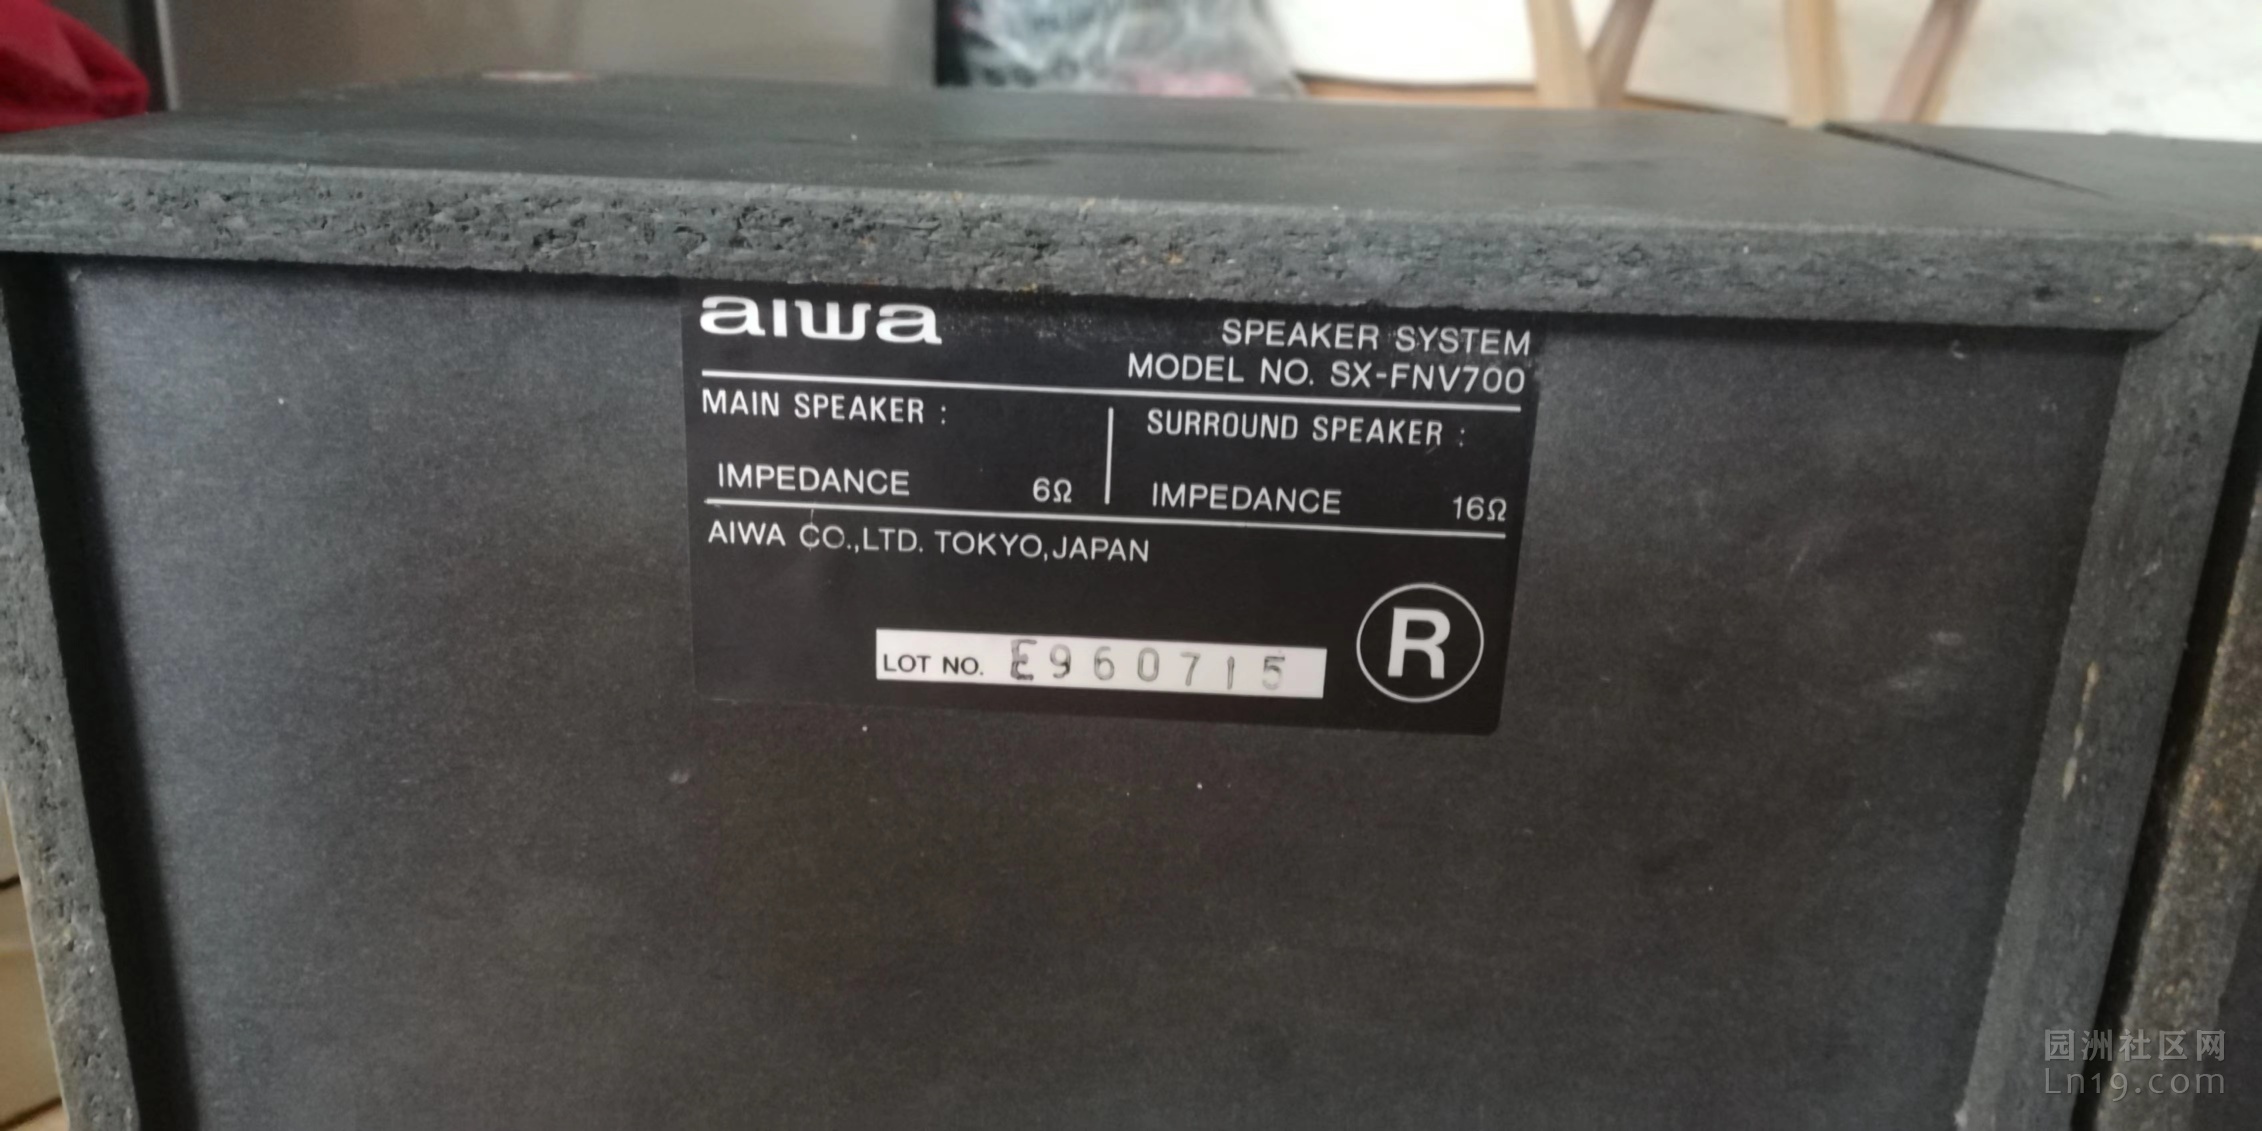 aiwa
SPEAKER SYSTEM
MODEL NO. SX-FNV700
MAIN SPEAKER :
IMPEDANCE 6Ω
SURROUND SPEAKER :
IMPEDANCE 16Ω
AIWA CO.,LTD. TOKYO,JAPAN
LOT NO. E960715
R
园洲社区网
Ln19.com